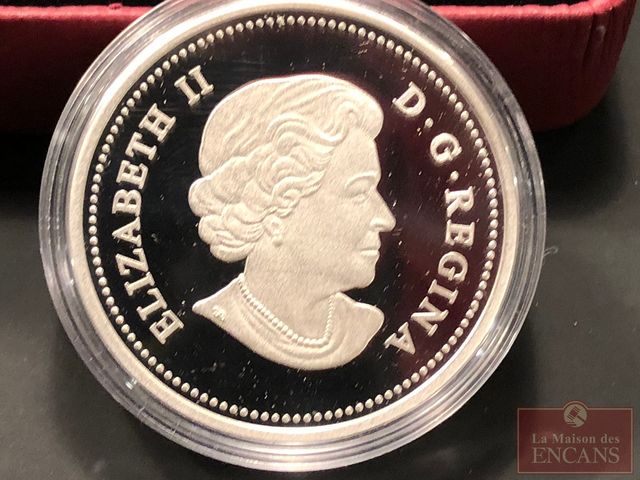 ELIZABETH II
D·G·REGINA
La Maison des
ENCANS